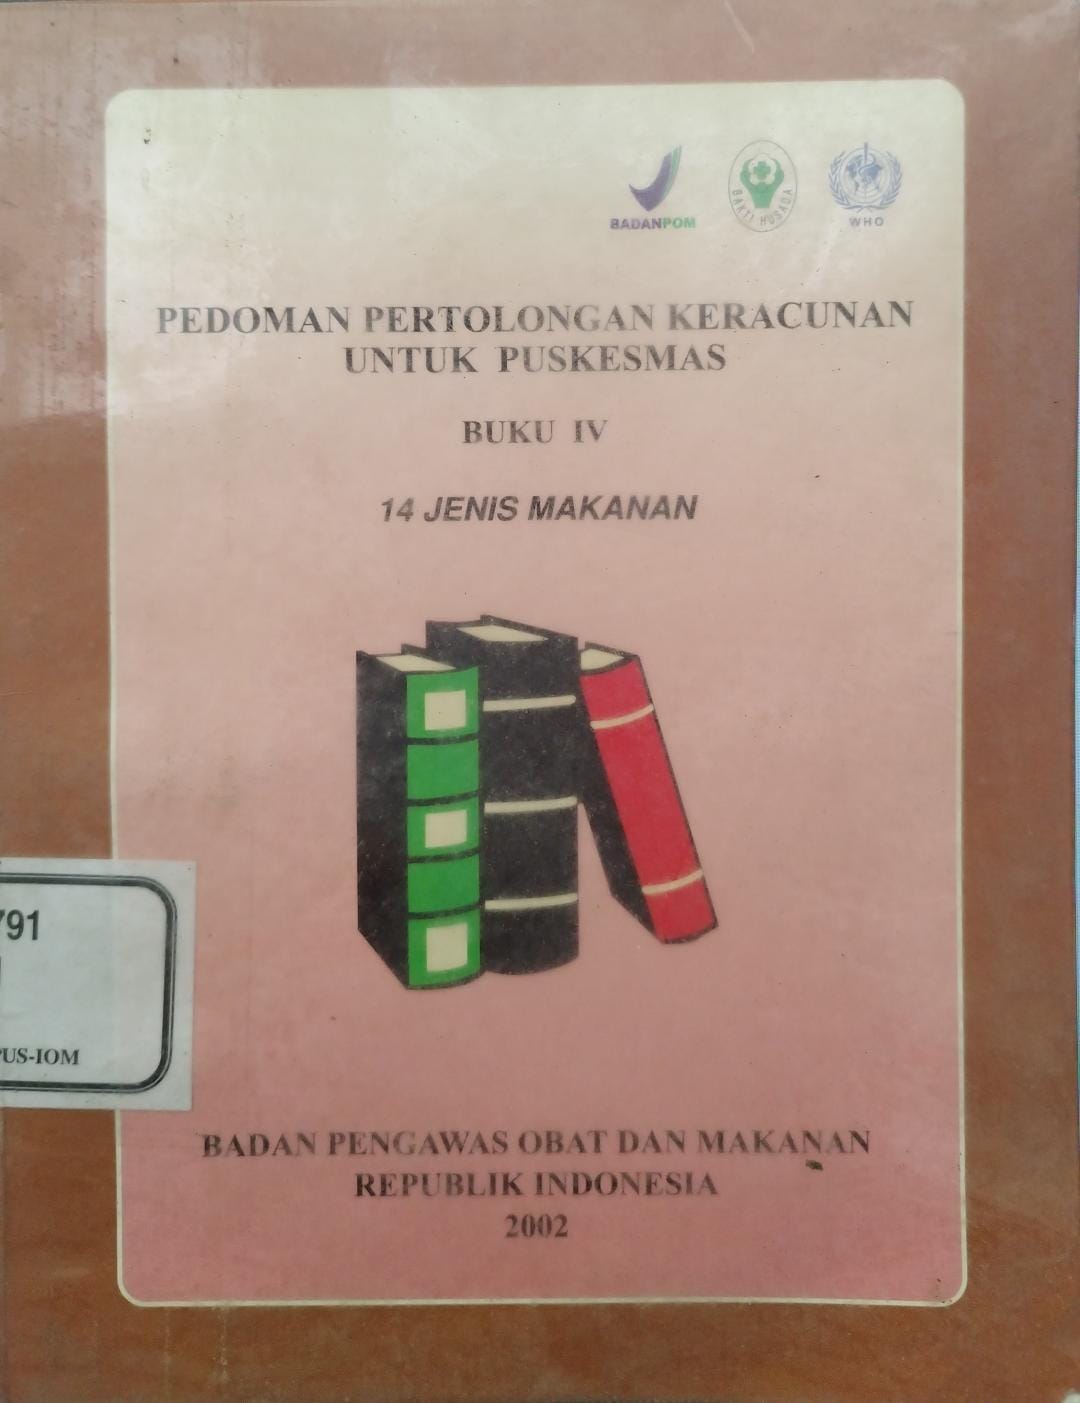 BADANPOM
BAKTI HUSADA
WHO
PEDOMAN PERTOLONGAN KERACUNAN
UNTUK PUSKESMAS
BUKU IV
14 JENIS MAKANAN
791
PUS-IOM
BADAN PENGAWAS OBAT DAN MAKANAN
REPUBLIK INDONESIA
2002